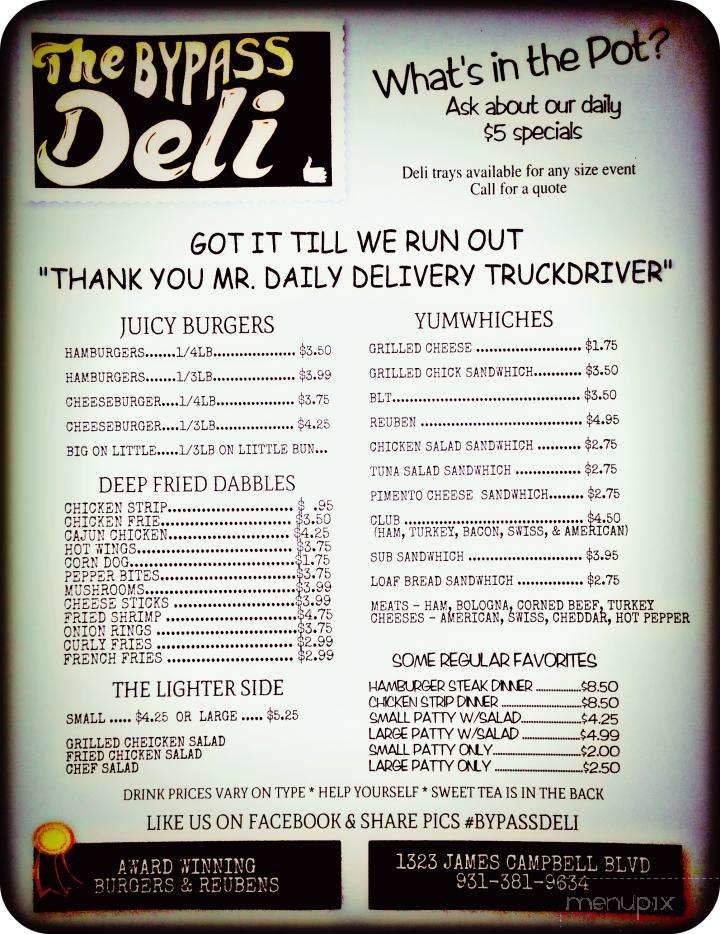 The BYPASS
Deli
What's in the Pot?
Ask about our daily
$5 specials
Deli trays available for any size event
Call for a quote
GOT IT TILL WE RUN OUT
"THANK YOU MR. DAILY DELIVERY TRUCKDRIVER"
JUICY BURGERS
HAMBURGERS.......1/4LB..................... $3.50
HAMBURGERS.......1/3LB..................... $3.99
CHEESEBURGER....1/4LB..................... $3.75
CHEESEBURGER....1/3LB..................... $4.25
BIG ON LITTLE.....1/3LB ON LIITTLE BUN...
DEEP FRIED DABBLES
CHICKEN STRIP............................. $ .95
CHICKEN FRIE............................. $3.50
CAJUN CHICKEN............................. $4.25
HOT WINGS............................. $3.75
CORN DOG............................. $1.75
PEPPER BITES............................. $3.75
MUSHROOMS............................. $3.99
CHEESE STICKS ............................. $3.99
FRIED SHRIMP ............................. $4.75
ONION RINGS ............................. $3.75
CURLY FRIES ............................. $2.99
FRENCH FRIES ............................. $2.99
THE LIGHTER SIDE
SMALL ..... $4.25 OR LARGE ..... $5.25
GRILLED CHEICKEN SALAD
FRIED CHICKEN SALAD
CHEF SALAD
YUMWHICHES
GRILLED CHEESE ........................... $1.75
GRILLED CHICK SANDWHICH............ $3.50
BLT................................................ $3.50
REUBEN .......................................... $4.95
CHICKEN SALAD SANDWHICH ........... $2.75
TUNA SALAD SANDWHICH ................. $2.75
PIMENTO CHEESE SANDWHICH......... $2.75
CLUB .............................................. $4.50
(HAM, TURKEY, BACON, SWISS, & AMERICAN)
SUB SANDWHICH .............................. $3.95
LOAF BREAD SANDWHICH ................. $2.75
MEATS - HAM, BOLOGNA, CORNED BEEF, TURKEY
CHEESES - AMERICAN, SWISS, CHEDDAR, HOT PEPPER
SOME REGULAR FAVORITES
HAMBURGER STEAK DINNER ..................$8.50
CHICKEN STRIP DINNER ..........................$8.50
SMALL PATTY W/SALAD..........................$4.25
LARGE PATTY W/ SALAD ........................$4.99
SMALL PATTY ONLY...............................$2.00
LARGE PATTY ONLY ..............................$2.50
DRINK PRICES VARY ON TYPE * HELP YOURSELF * SWEET TEA IS IN THE BACK
LIKE US ON FACEBOOK & SHARE PICS #BYPASSDELI
AWARD WINNING
BURGERS & REUBENS
1323 JAMES CAMPBELL BLVD
931-381-9634
menupix